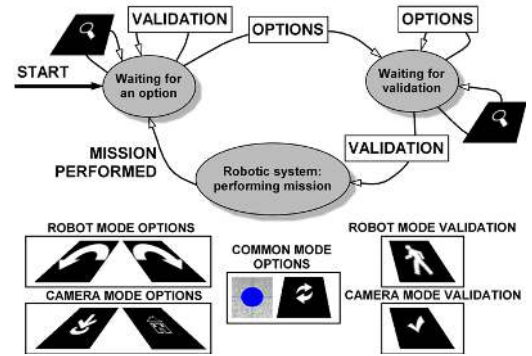 VALIDATION
OPTIONS
OPTIONS
START
Waiting for
an option
Waiting for
validation
VALIDATION
MISSION
PERFORMED
Robotic system:
performing mission
ROBOT MODE OPTIONS
ROBOT MODE VALIDATION
COMMON MODE
OPTIONS
CAMERA MODE OPTIONS
CAMERA MODE VALIDATION